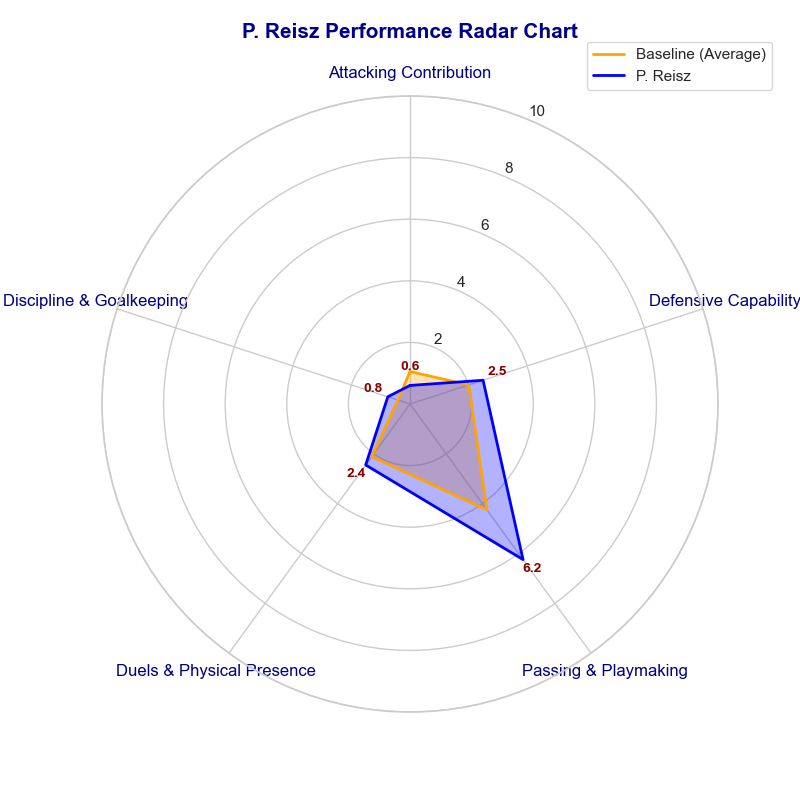 P. Reisz Performance Radar Chart
Baseline (Average)
P. Reisz
Attacking Contribution
10
8
6
4
2
Discipline & Goalkeeping
Defensive Capability
0.6
2.5
0.8
2.4
6.2
Duels & Physical Presence
Passing & Playmaking